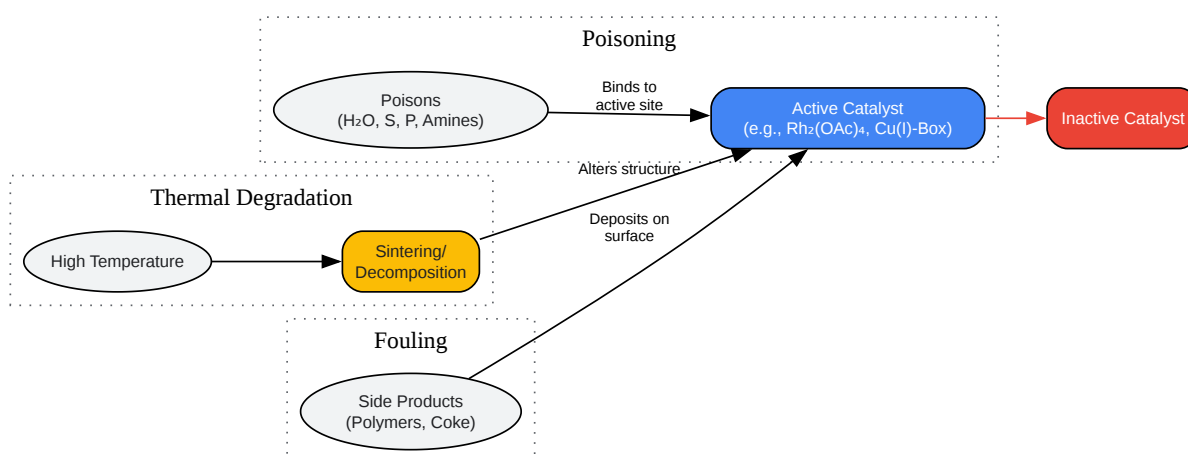 Poisoning
Poisons
(H₂O, S, P, Amines)
Binds to
active site
Active Catalyst
(e.g., Rh₂(OAc)₄, Cu(I)-Box)
Inactive Catalyst
Alters structure
Thermal Degradation
High Temperature
Sintering/
Decomposition
Deposits on
surface
Fouling
Side Products
(Polymers, Coke)